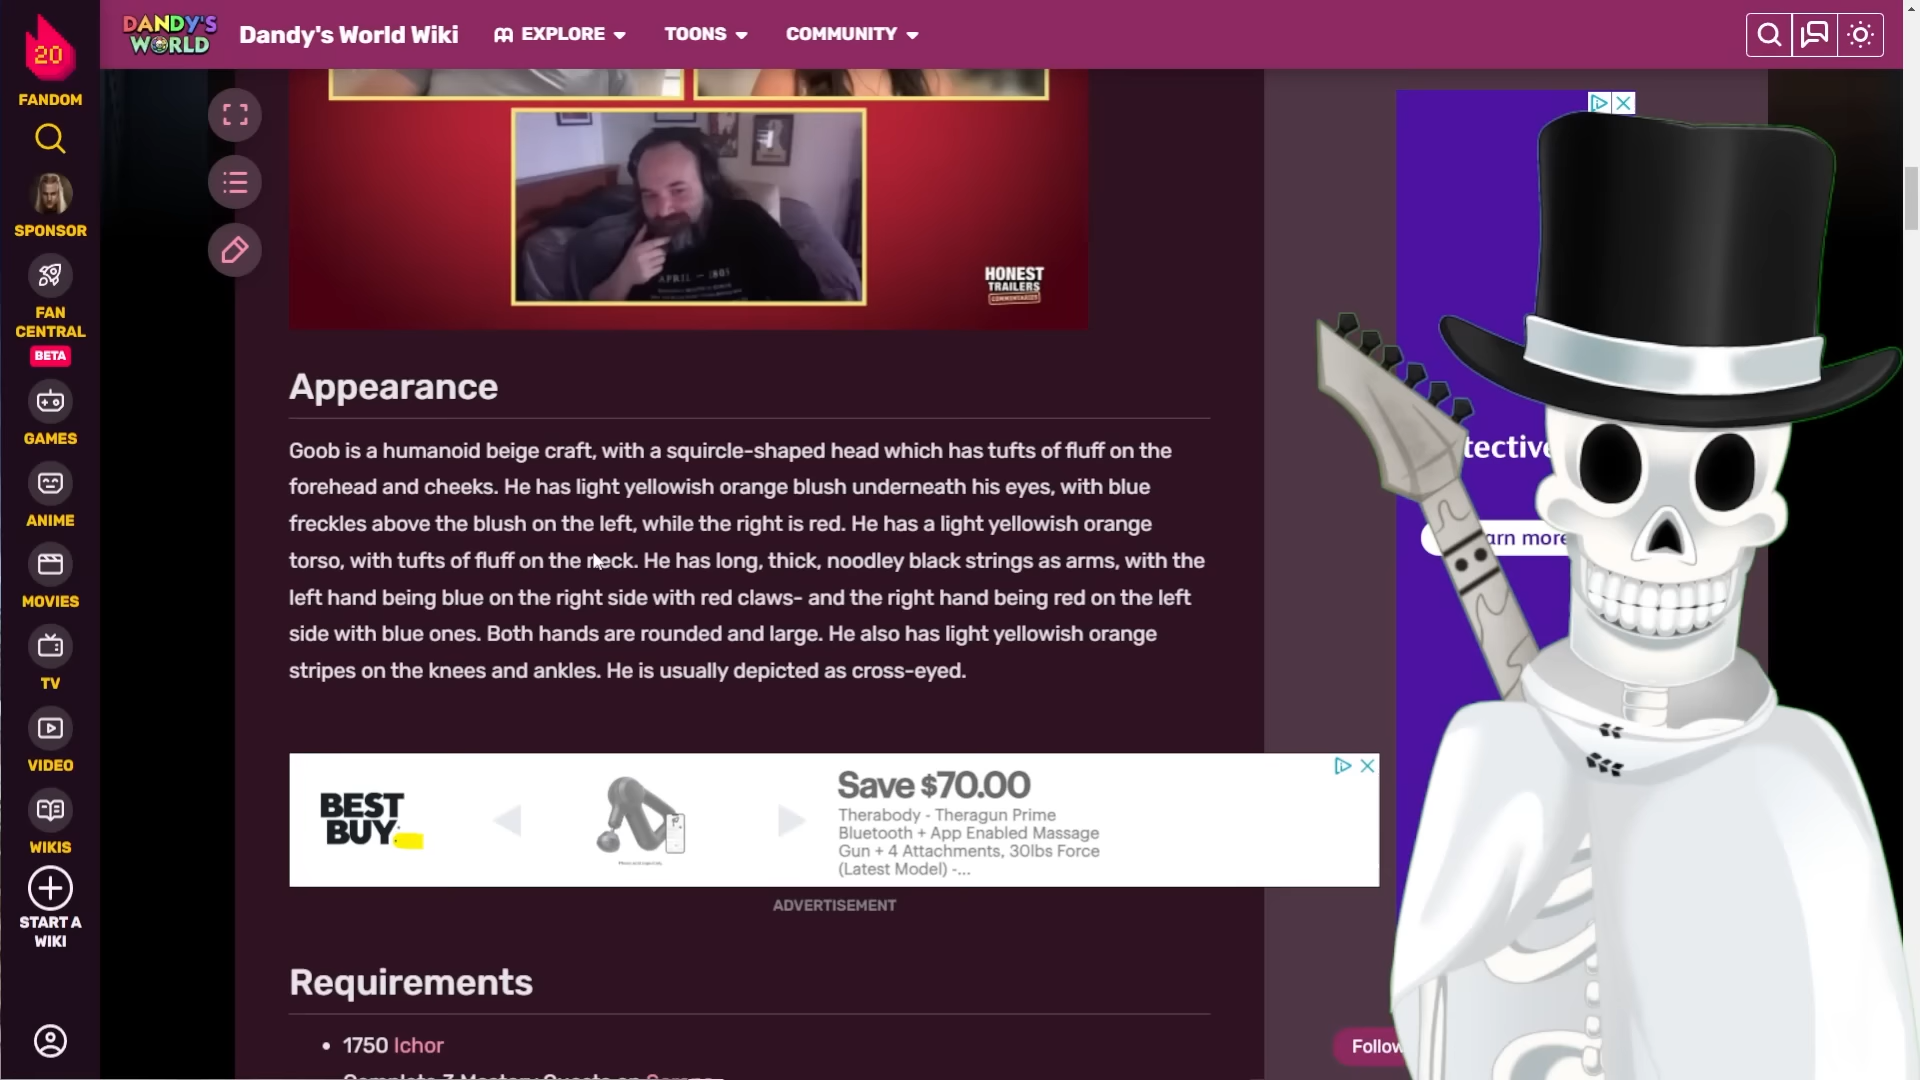 20
FANDOM
SPONSOR
FAN
CENTRAL
BETA
GAMES
ANIME
MOVIES
TV
VIDEO
WIKIS
START A
WIKI
DANDY'S
WORLD
Dandy's World Wiki
EXPLORE
TOONS
COMMUNITY
APRIL
HONEST
TRAILERS
COMMENTARIES
Appearance
Goob is a humanoid beige craft, with a squircle-shaped head which has tufts of fluff on the
forehead and cheeks. He has light yellowish orange blush underneath his eyes, with blue
freckles above the blush on the left, while the right is red. He has a light yellowish orange
torso, with tufts of fluff on the neck. He has long, thick, noodley black strings as arms, with the
left hand being blue on the right side with red claws- and the right hand being red on the left
side with blue ones. Both hands are rounded and large. He also has light yellowish orange
stripes on the knees and ankles. He is usually depicted as cross-eyed.
BEST
BUY
Save $70.00
Therabody - Theragun Prime
Bluetooth + App Enabled Massage
Gun + 4 Attachments, 30lbs Force
(Latest Model) -...
ADVERTISEMENT
Requirements
• 1750 Ichor
Complete 3 Mastery Quests on
tective
arn more
Follow